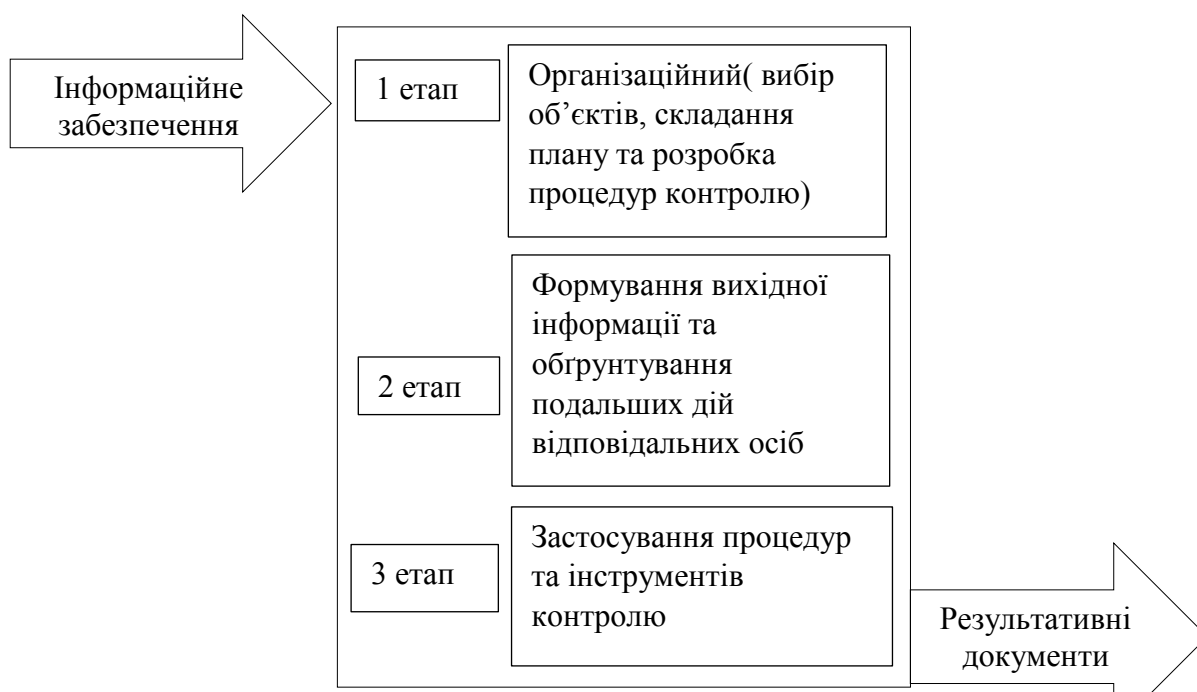 Інформаційне
забезпечення
1 етап
Організаційний( вибір
об’єктів, складання
плану та розробка
процедур контролю)
2 етап
Формування вихідної
інформації та
обґрунтування
подальших дій
відповідальних осіб
3 етап
Застосування процедур
та інструментів
контролю
Результативні
документи